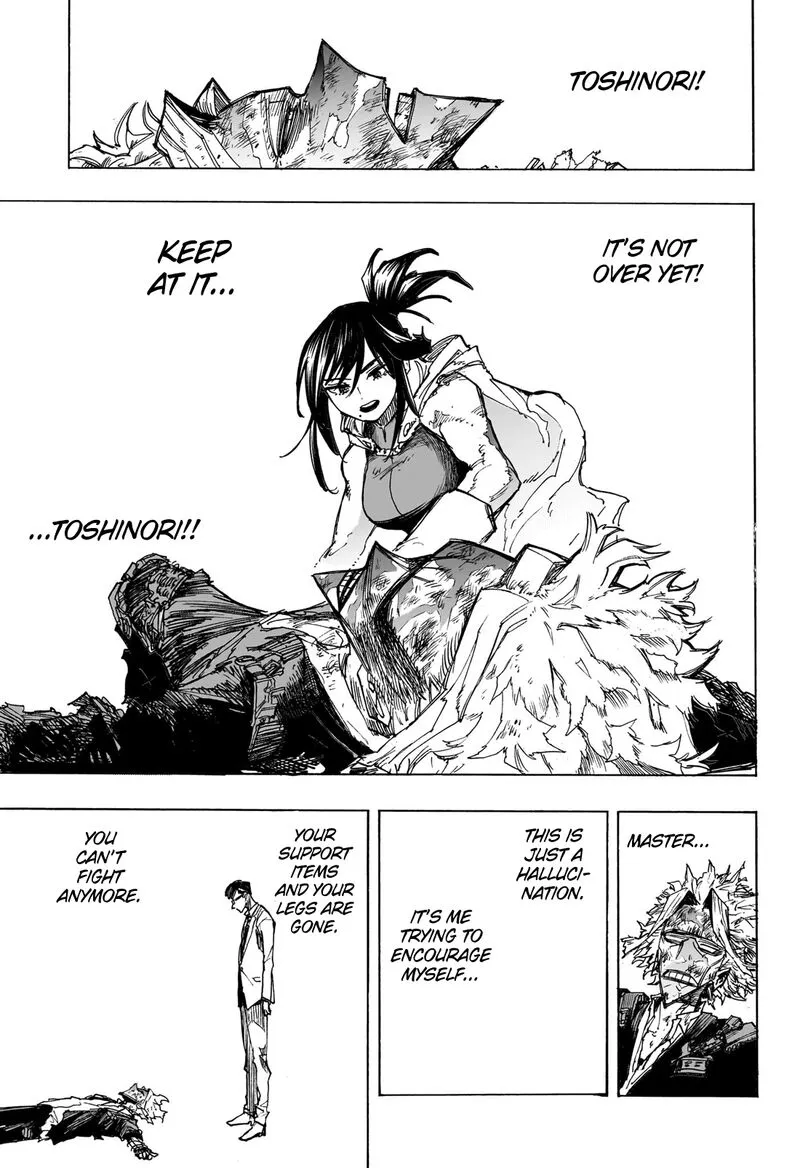 TOSHINORI!
IT'S NOT
OVER YET!
KEEP
AT IT...
...TOSHINORI!!
MASTER...
THIS IS
JUST A
HALLUCI-
NATION.
IT'S ME
TRYING TO
ENCOURAGE
MYSELF...
YOUR
SUPPORT
ITEMS
AND YOUR
LEGS ARE
GONE.
YOU
CAN'T
FIGHT
ANYMORE.